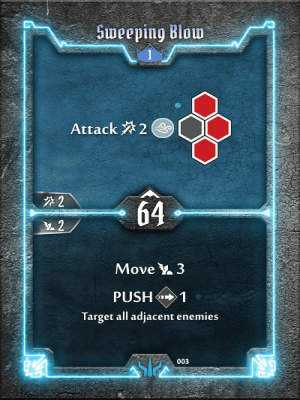 Sweeping Blow
1
Attack 2
2
64
2
Move 3
PUSH 1
Target all adjacent enemies
003